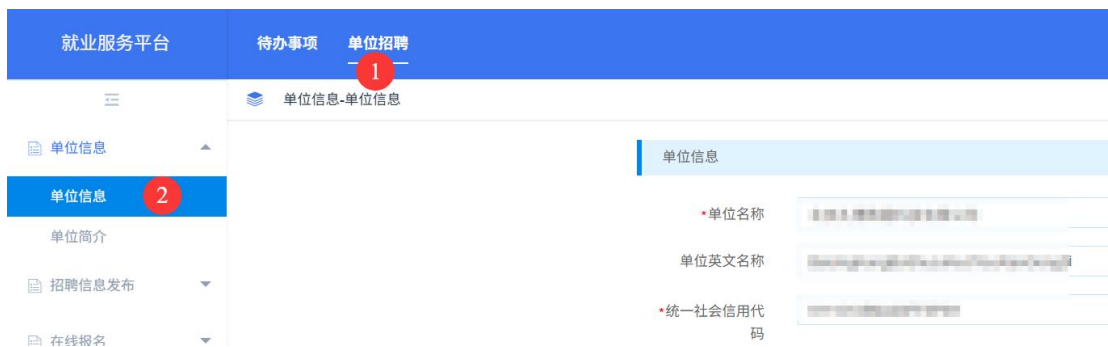 就业服务平台
待办事项 单位招聘
1
单位信息-单位信息
单位信息
单位信息
单位信息 2
*单位名称
单位简介
单位英文名称
招聘信息发布
*统一社会信用代
码
在线报名